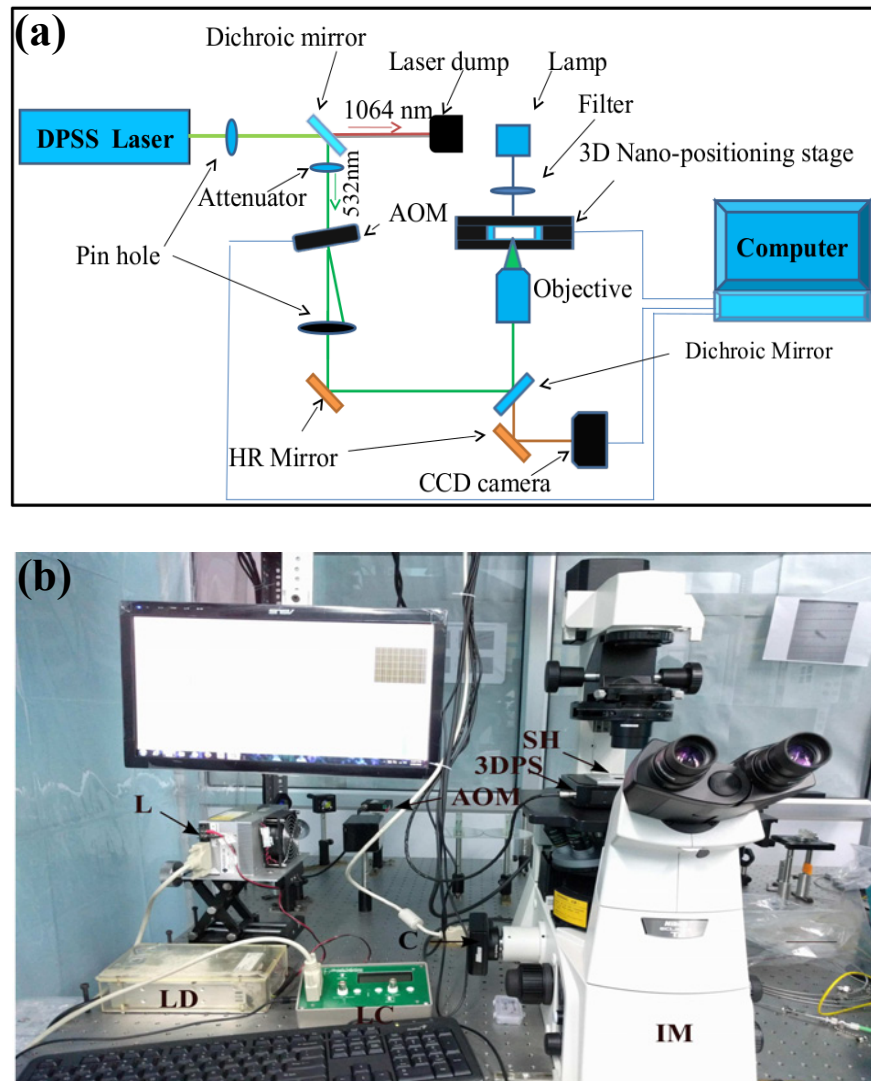 (a)
Dichroic mirror
Laser dump
Lamp
1064 nm
Filter
DPSS Laser
3D Nano-positioning stage
Attenuator
532nm
AOM
Pin hole
Computer
Objective
Dichroic Mirror
HR Mirror
CCD camera
(b)
SH
3DPS
L
AOM
C
LD
LC
IM